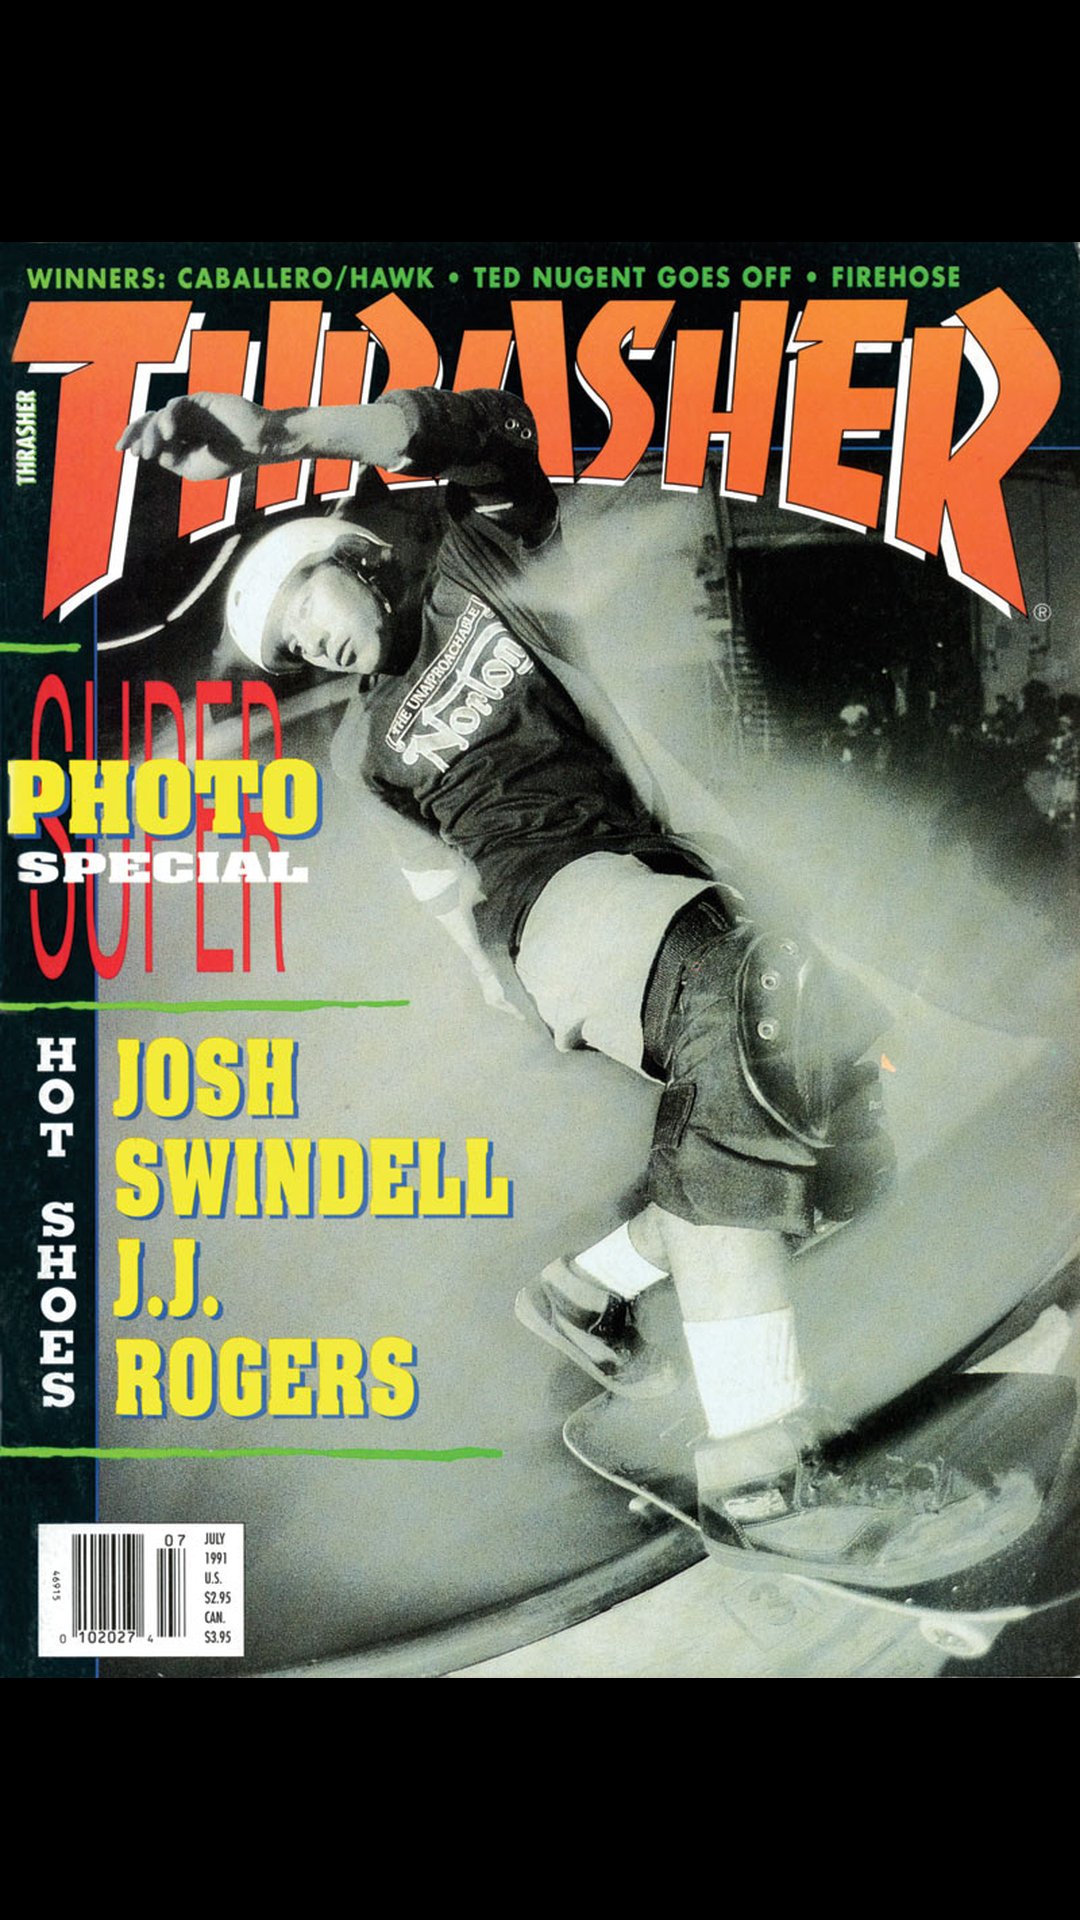 WINNERS: CABALLERO/HAWK • TED NUGENT GOES OFF • FIREHOSE
THRASHER
THRASHER
®
SUPER
PHOTO
SPECIAL
SUPER
HOT SHOES
JOSH
SWINDELL
J.J.
ROGERS
THE UNAPPROACHABLE
Norton
07
JULY
1991
U.S.
$2.95
CAN.
$3.95
46915
0 102027 4